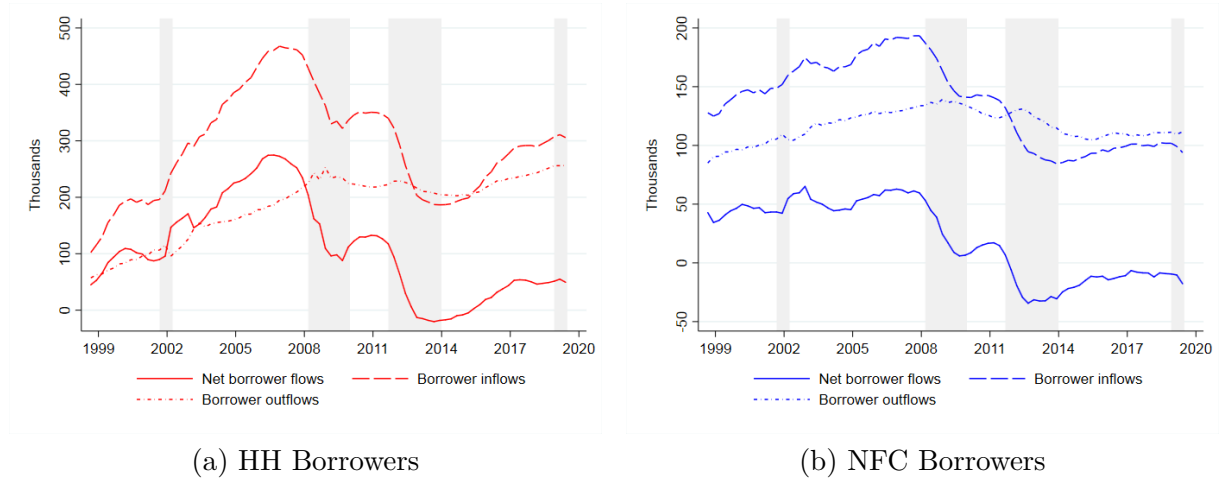 500
400
300
200
100
0
Thousands
1999 2002 2005 2008 2011 2014 2017 2020
Net borrower flows Borrower inflows
Borrower outflows
(a) HH Borrowers
200
150
100
50
0
-50
Thousands
1999 2002 2005 2008 2011 2014 2017 2020
Net borrower flows Borrower inflows
Borrower outflows
(b) NFC Borrowers